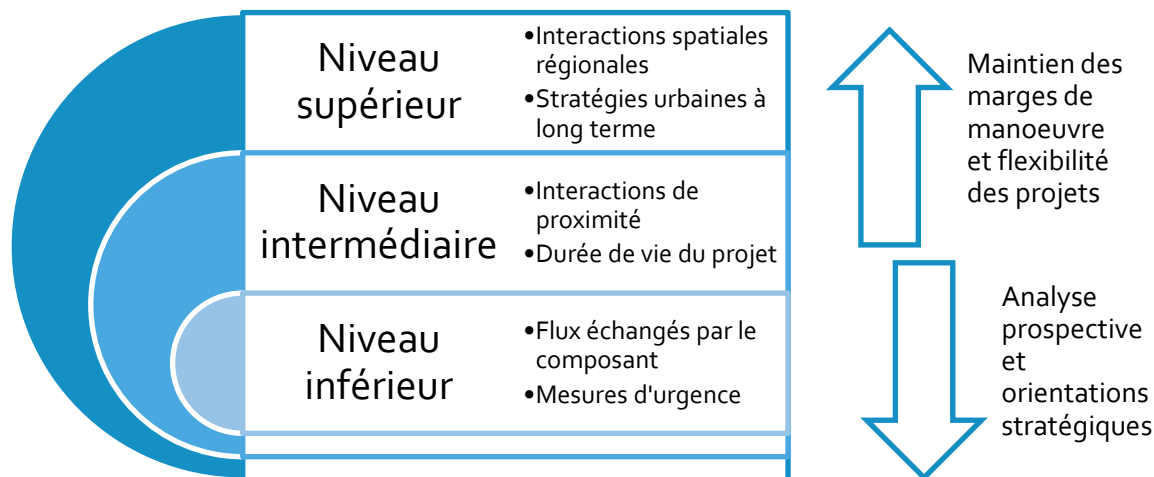 Niveau
supérieur
•Interactions spatiales
régionales
•Stratégies urbaines à
long terme
Niveau
intermédiaire
•Interactions de
proximité
•Durée de vie du projet
Niveau
inférieur
•Flux échangés par le
composant
•Mesures d'urgence
Maintien des
marges de
manoeuvre
et flexibilité
des projets
Analyse
prospective
et
orientations
stratégiques